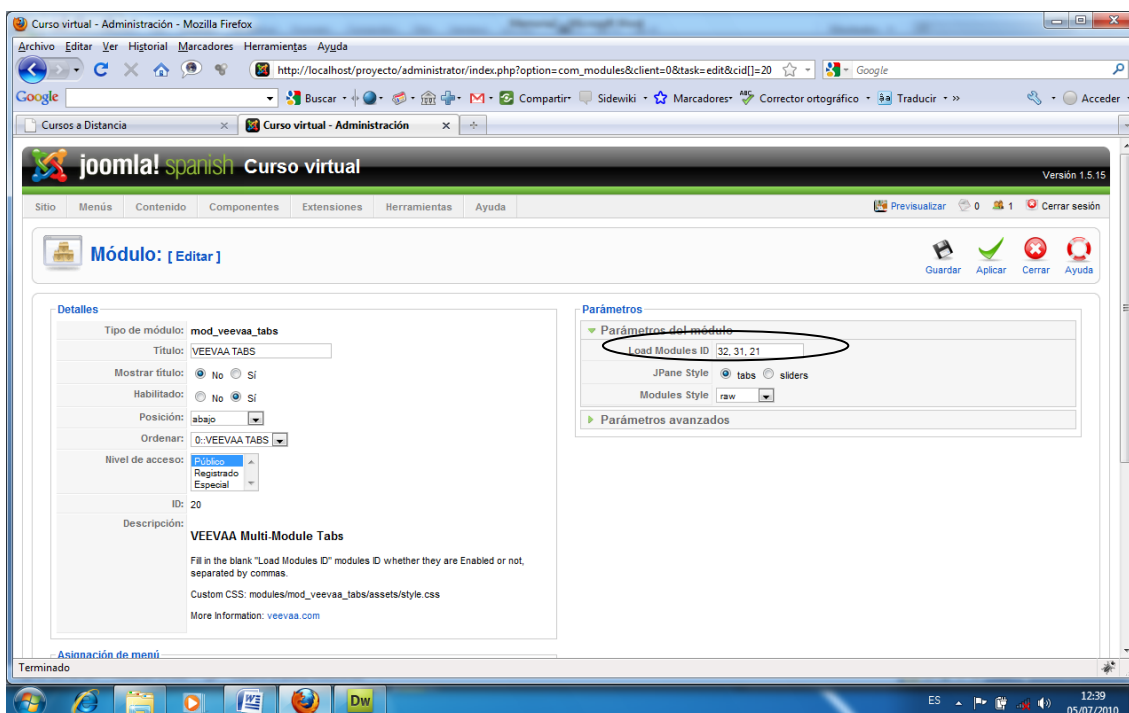 Curso virtual - Administración - Mozilla Firefox
Archivo Editar Ver Historial Marcadores Herramientas Ayuda
http://localhost/proyecto/administrator/index.php?option=com_modules&client=0&task=edit&cid[]=20 Google
Google Buscar Compartir Sidewiki Marcadores Corrector ortográfico Traducir » Acceder
Cursos a Distancia Curso virtual - Administración
joomla! spanish Curso virtual
Versión 1.5.15
Sitio Menús Contenido Componentes Extensiones Herramientas Ayuda Previsualizar 0 1 Cerrar sesión
Módulo: [ Editar ]
Guardar Aplicar Cerrar Ayuda
Detalles
Tipo de módulo: mod_veevaa_tabs
Título: VEEVAA TABS
Mostrar título: No Sí
Habilitado: No Sí
Posición: abajo
Ordenar: 0::VEEVAA TABS
Nivel de acceso: Público
Registrado
Especial
ID: 20
Descripción:
VEEVAA Multi-Module Tabs
Fill in the blank "Load Modules ID" modules ID whether they are Enabled or not,
separated by commas.
Custom CSS: modules/mod_veevaa_tabs/assets/style.css
More Information: veevaa.com
Parámetros
Parámetros del módulo
Load Modules ID 32, 31, 21
JPane Style tabs sliders
Modules Style raw
Parámetros avanzados
Asignación de menú
Terminado
Dw
ES 12:39
05/07/2010